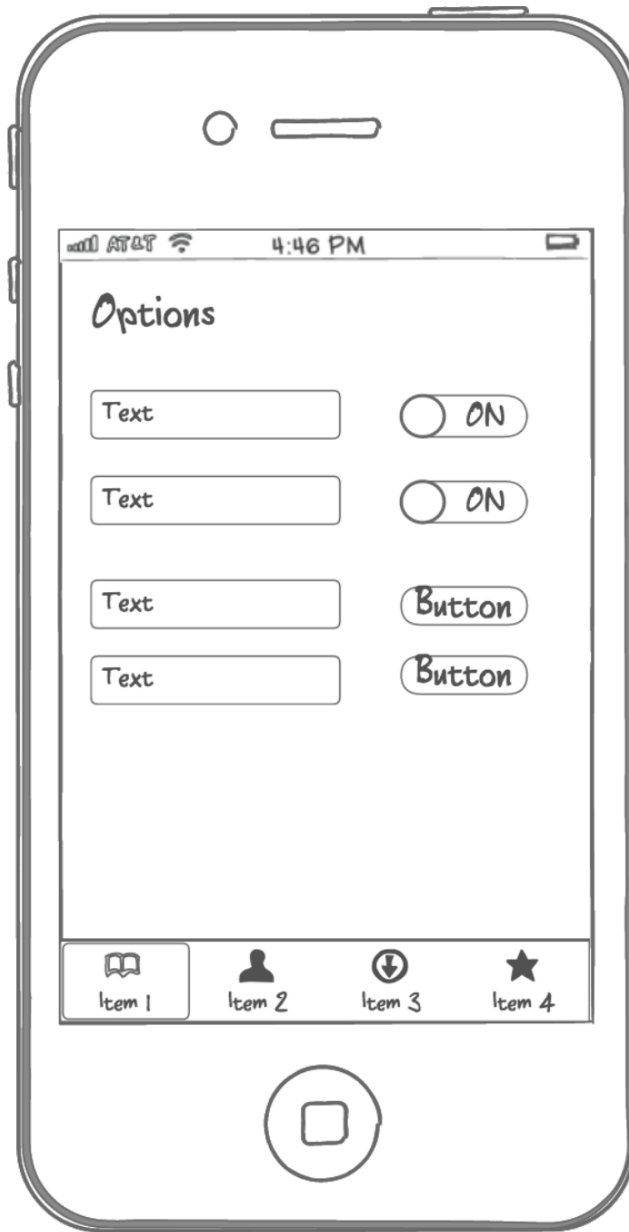 AT&T 4:46 PM
Options
Text ON
Text ON
Text Button
Text Button
Item 1 Item 2 Item 3 Item 4